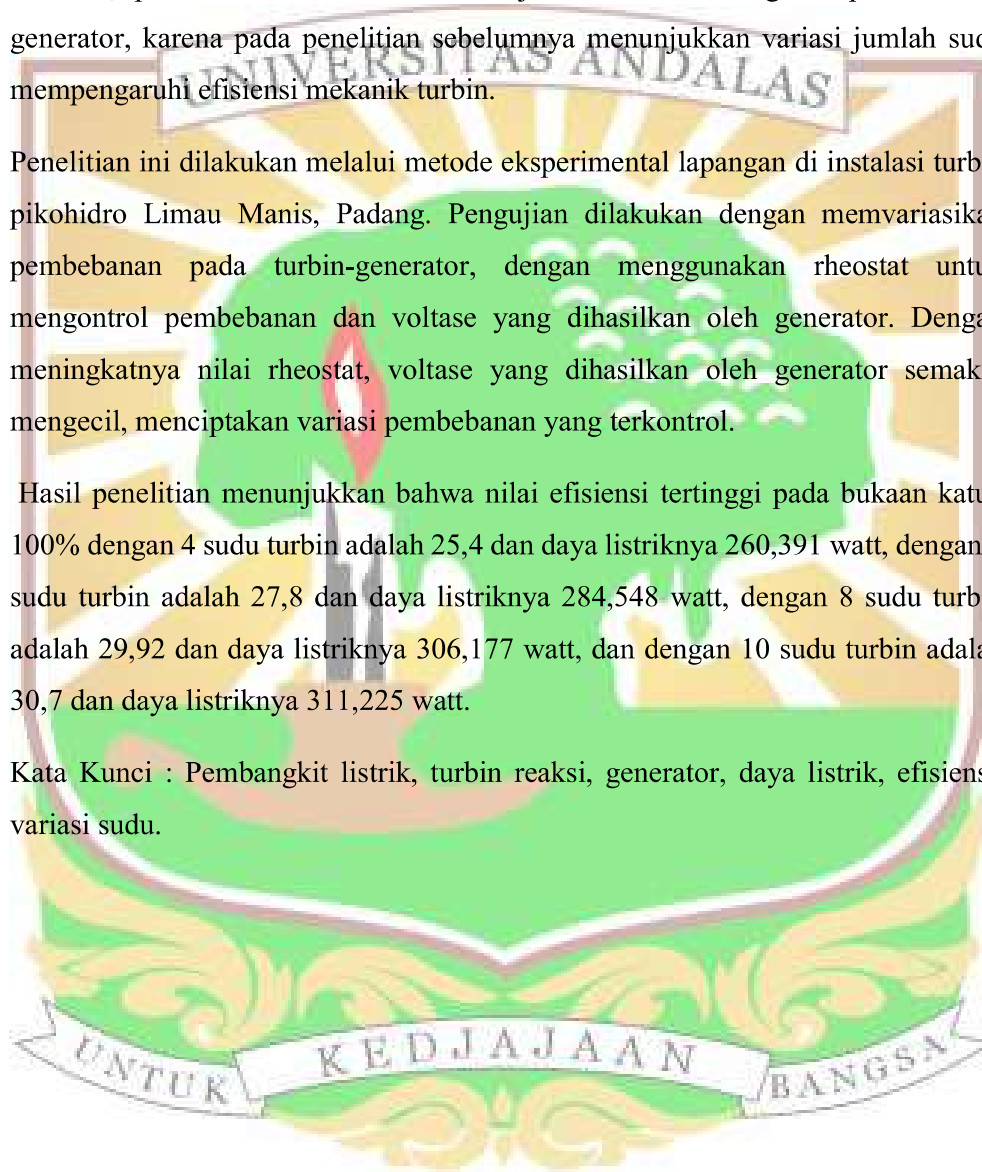 generator, karena pada penelitian sebelumnya menunjukkan variasi jumlah sud
UNIVERSITAS ANDALAS
mempengaruhi efisiensi mekanik turbin.
Penelitian ini dilakukan melalui metode eksperimental lapangan di instalasi turb
pikohidro Limau Manis, Padang. Pengujian dilakukan dengan memvariasika
pembebanan pada turbin-generator, dengan menggunakan rheostat untu
mengontrol pembebanan dan voltase yang dihasilkan oleh generator. Denga
meningkatnya nilai rheostat, voltase yang dihasilkan oleh generator semak
mengecil, menciptakan variasi pembebanan yang terkontrol.
Hasil penelitian menunjukkan bahwa nilai efisiensi tertinggi pada bukaan katu
100% dengan 4 sudu turbin adalah 25,4 dan daya listriknya 260,391 watt, dengan
sudu turbin adalah 27,8 dan daya listriknya 284,548 watt, dengan 8 sudu turb
adalah 29,92 dan daya listriknya 306,177 watt, dan dengan 10 sudu turbin adala
30,7 dan daya listriknya 311,225 watt.
Kata Kunci : Pembangkit listrik, turbin reaksi, generator, daya listrik, efisiens
variasi sudu.
UNTUK KEDJAJAAN BANGSA